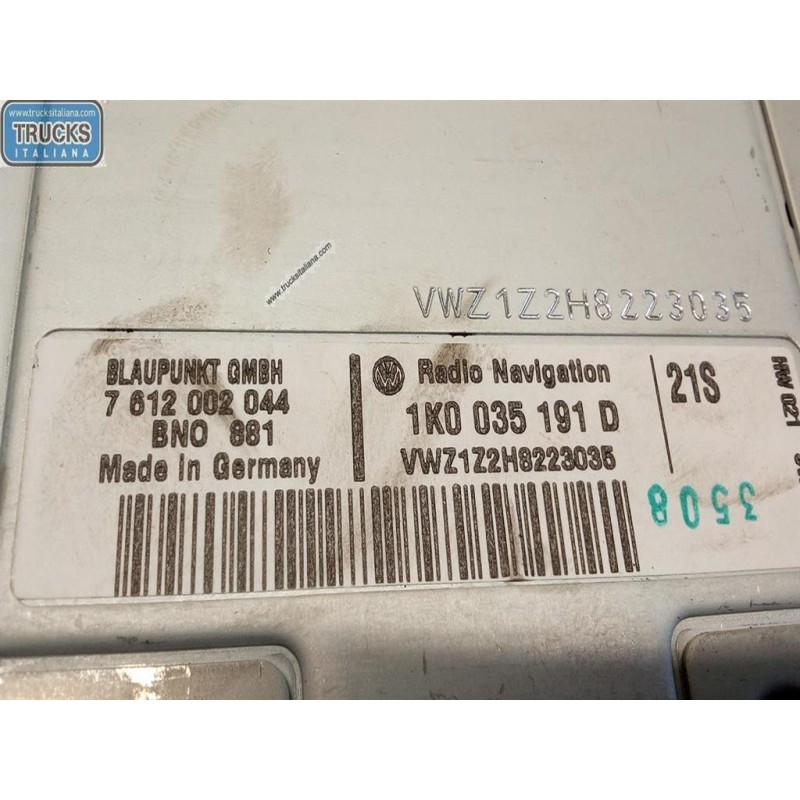 www.trucksitaliana.com
TRUCKS
ITALIANA
www.trucksitaliana.com
VWZ1Z2H8223035
BLAUPUNKT GMBH
7 612 002 044
BNO 881
Made in Germany
Radio Navigation
1K0 035 191 D
VWZ1Z2H8223035
21S
HW 021
3508